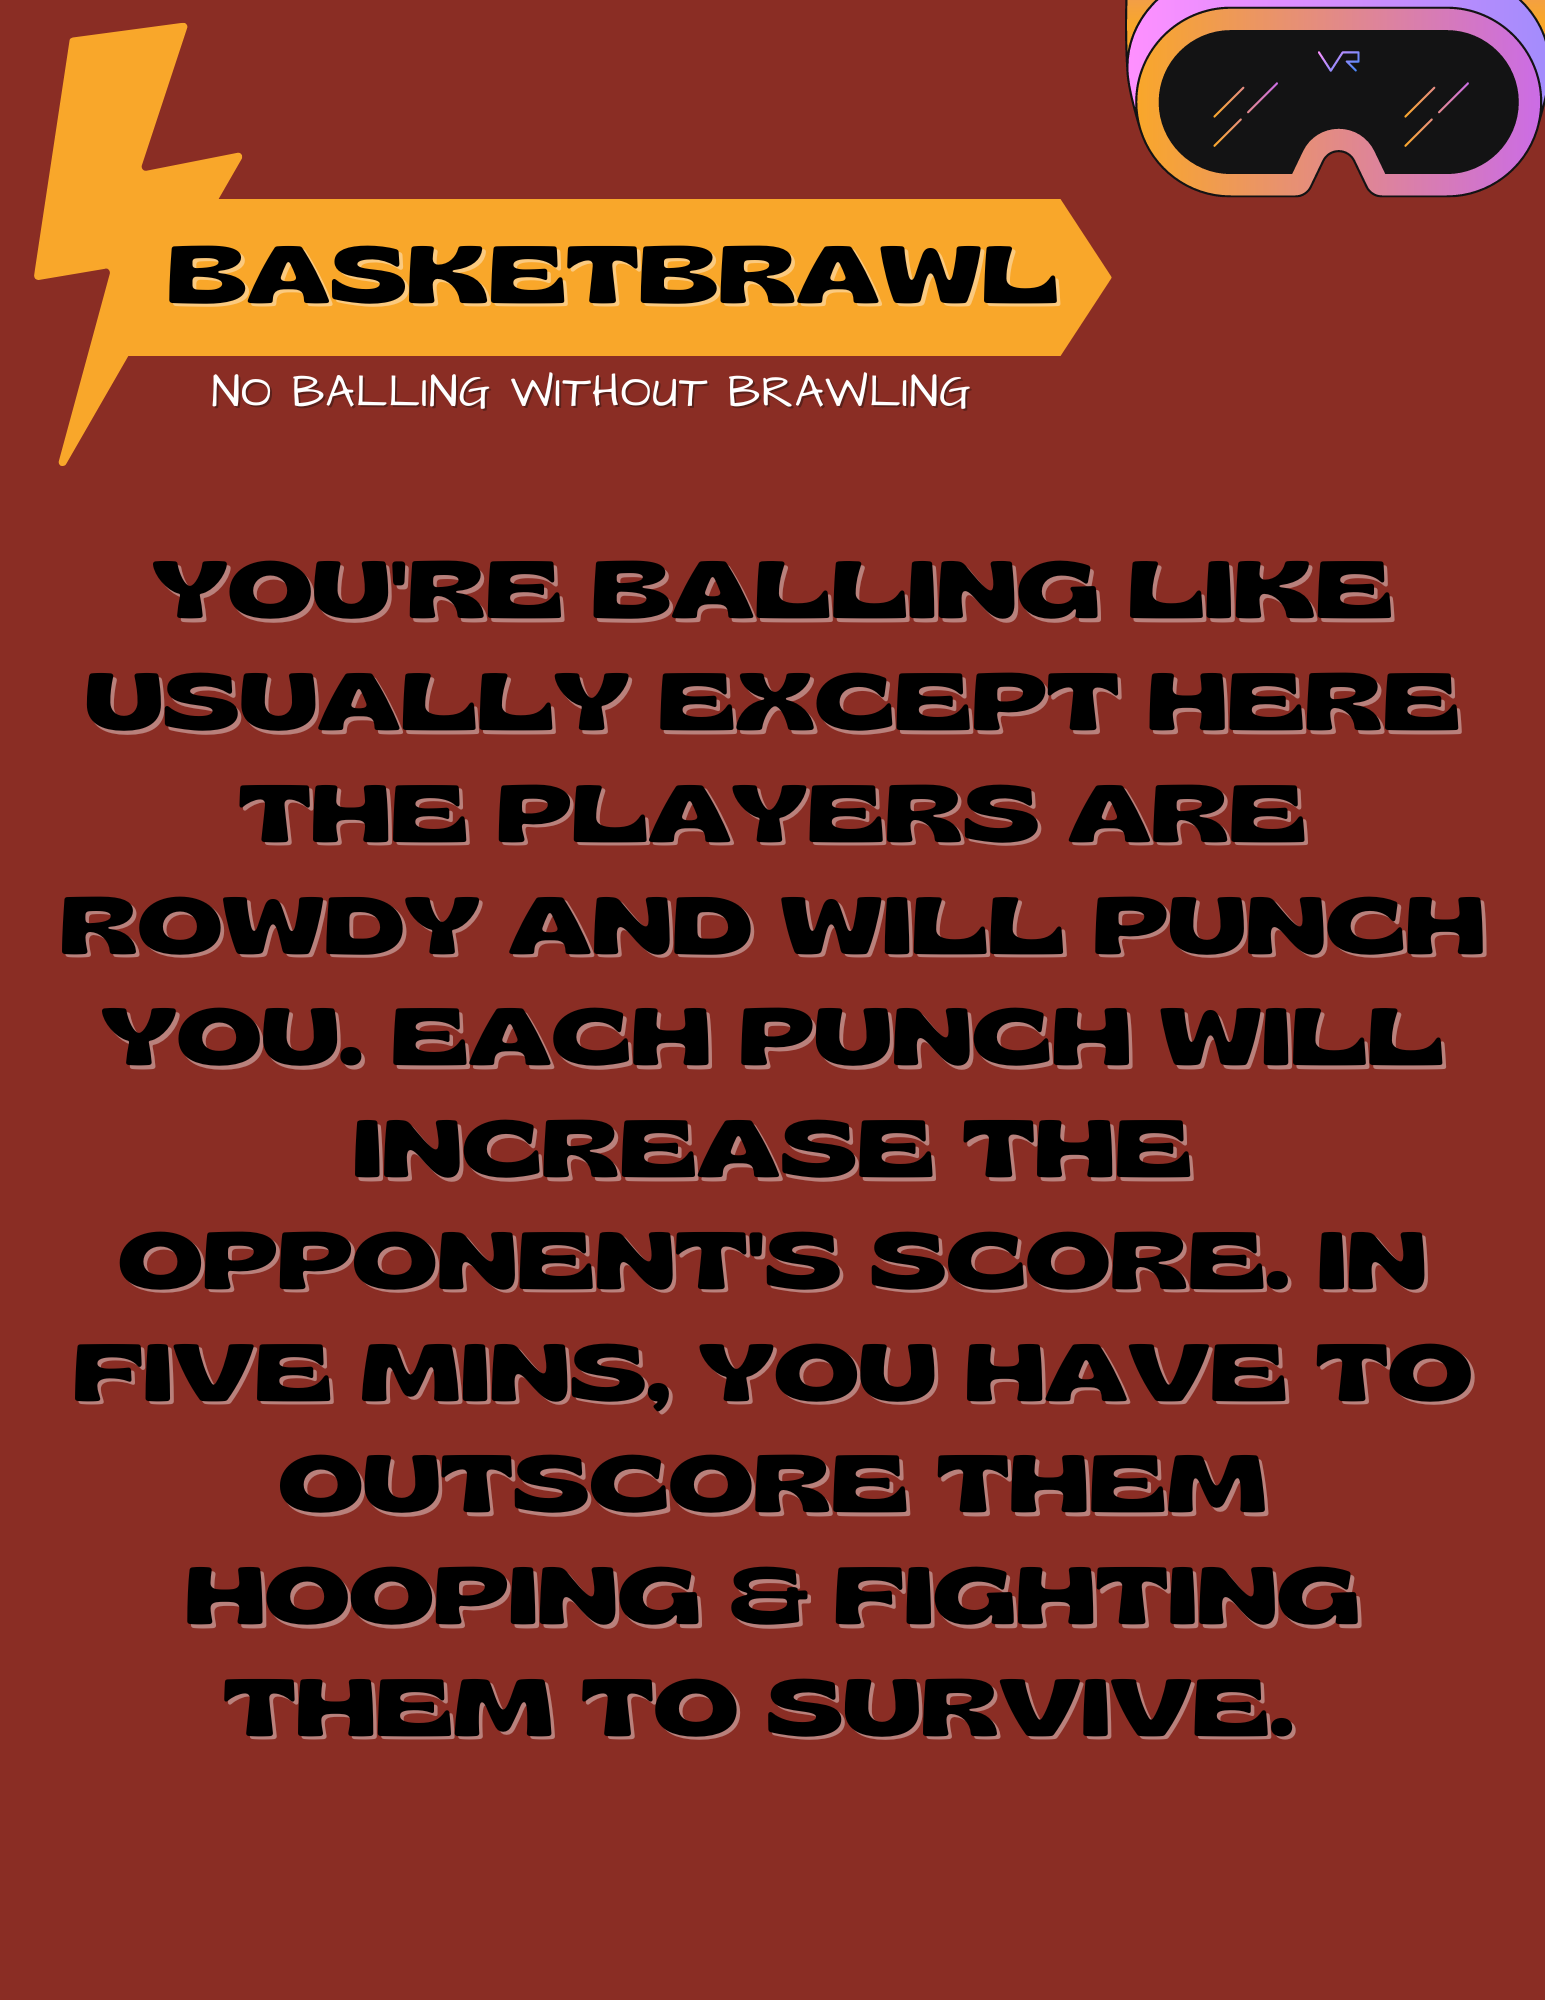 VR
BASKETBRAWL
NO BALLING WITHOUT BRAWLING
YOU'RE BALLING LIKE
USUALLY EXCEPT HERE
THE PLAYERS ARE
ROWDY AND WILL PUNCH
YOU. EACH PUNCH WILL
INCREASE THE
OPPONENT'S SCORE. IN
FIVE MINS, YOU HAVE TO
OUTSCORE THEM
HOOPING & FIGHTING
THEM TO SURVIVE.